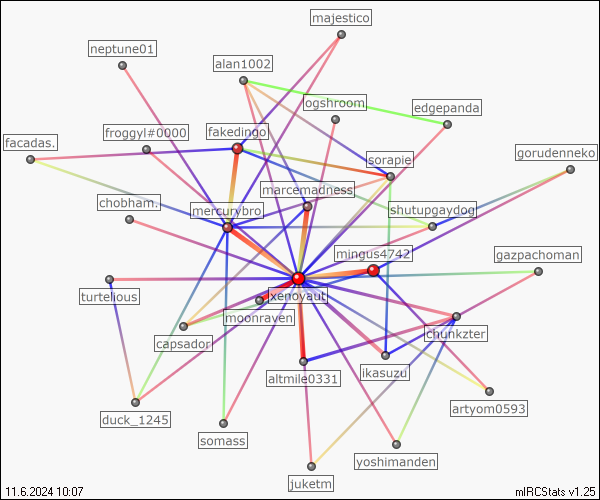 majestico
neptune01
alan1002
ogshroom
edgepanda
froggyl#0000
fakedingo
facadas.
sorapie
gorudenneko
marcemadness
chobham.
mercurybro
shutupgaydog
mingus4742
gazpachoman
turtelious
xenoyaut
moonraven
capsador
chunkzter
altmile0331
ikasuzu
artyom0593
duck_1245
somass
yoshimanden
juketm
11.6.2024 10:07
mIRCStats v1.25